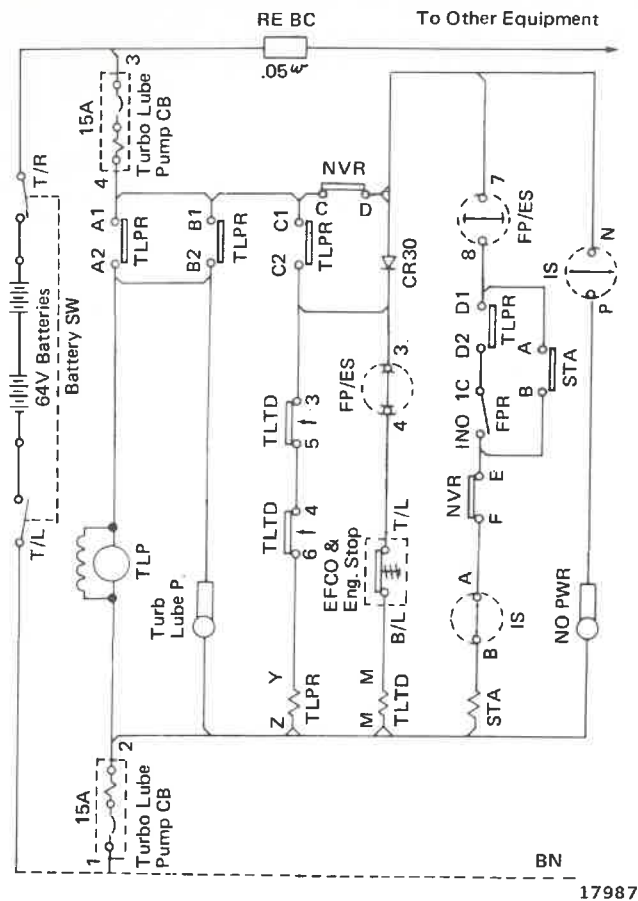 RE BC
To Other Equipment
.05ω
3
15A
Turbo Lube
Pump CB
4
T/R
64V Batteries
Battery SW
T/L
A1
A2
TLPR
B1
B2
TLPR
C1
C2
TLPR
NVR
C
D
CR30
7
FP/ES
8
N
IS
P
D1
TLPR
D2
1C
FPR
INO
A
STA
B
3
FP/ES
4
3
TLTD
5
4
TLTD
6
T/L
EFCO &
Eng. Stop
B/L
NVR
E
F
A
IS
B
TLP
Turb
Lube P.
NO PWR
Y
Z
TLPR
M
M
TLTD
STA
2
15A
Turbo Lube
Pump CB
1
BN
17987